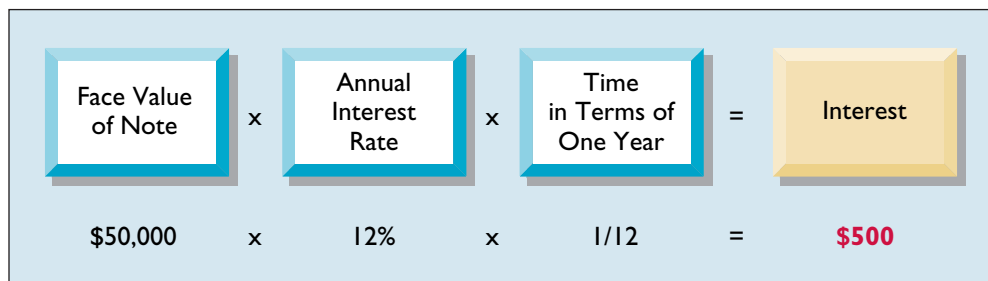 Face Value
of Note
x
Annual
Interest
Rate
x
Time
in Terms of
One Year
=
Interest
$50,000 x 12% x 1/12 = $500